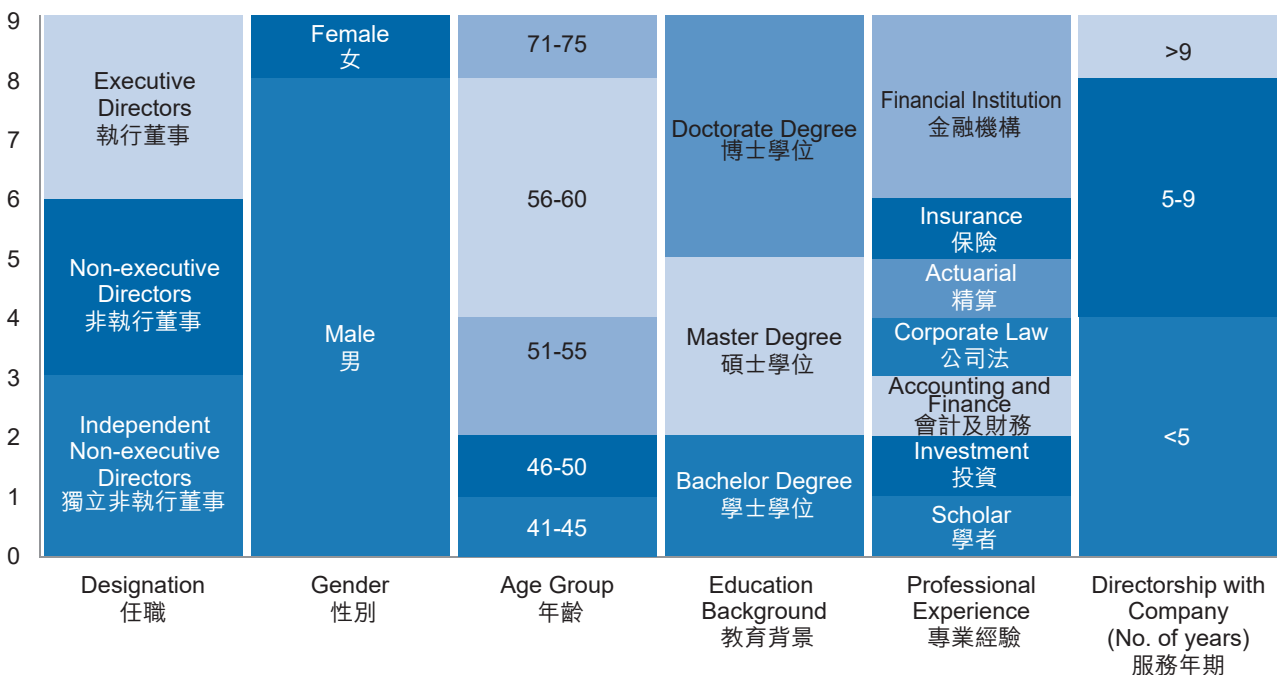 9
8
7
6
5
4
3
2
1
0
Executive
Directors
執行董事
Non-executive
Directors
非執行董事
Independent
Non-executive
Directors
獨立非執行董事
Designation
任職
Female
女
Male
男
Gender
性別
71-75
56-60
51-55
46-50
41-45
Age Group
年齡
Doctorate Degree
博士學位
Master Degree
碩士學位
Bachelor Degree
學士學位
Education
Background
教育背景
Financial Institution
金融機構
Insurance
保險
Actuarial
精算
Corporate Law
公司法
Accounting and
Finance
會計及財務
Investment
投資
Scholar
學者
Professional
Experience
專業經驗
>9
5-9
<5
Directorship with
Company
(No. of years)
服務年期